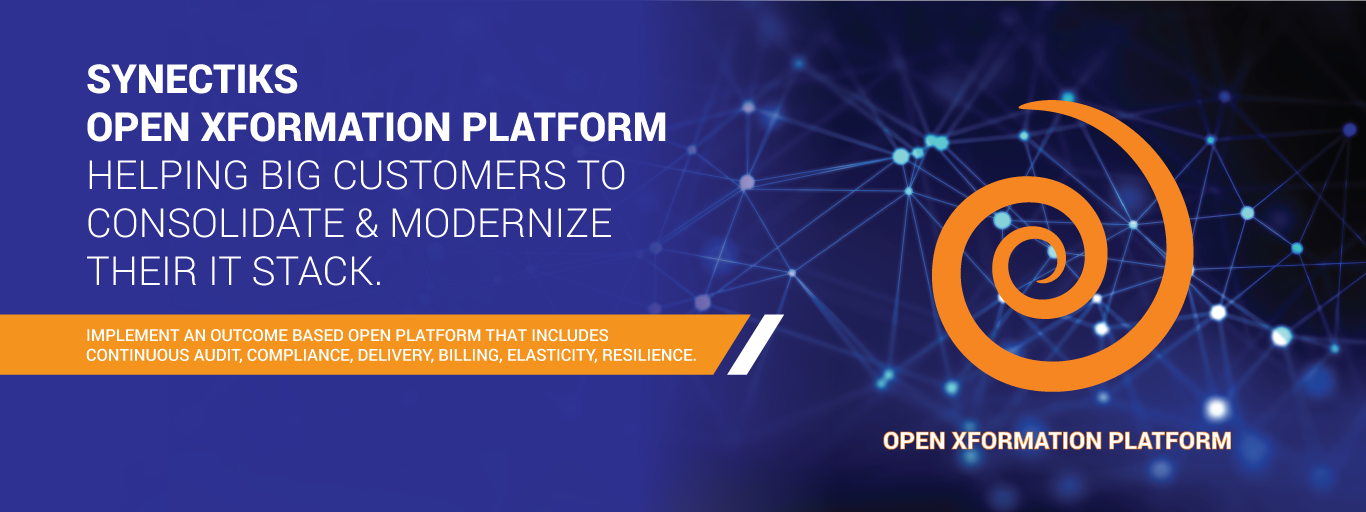 SYNECTIKS
OPEN XFORMATION PLATFORM
HELPING BIG CUSTOMERS TO
CONSOLIDATE & MODERNIZE
THEIR IT STACK.
IMPLEMENT AN OUTCOME BASED OPEN PLATFORM THAT INCLUDES
CONTINUOUS AUDIT, COMPLIANCE, DELIVERY, BILLING, ELASTICITY, RESILIENCE.
OPEN XFORMATION PLATFORM